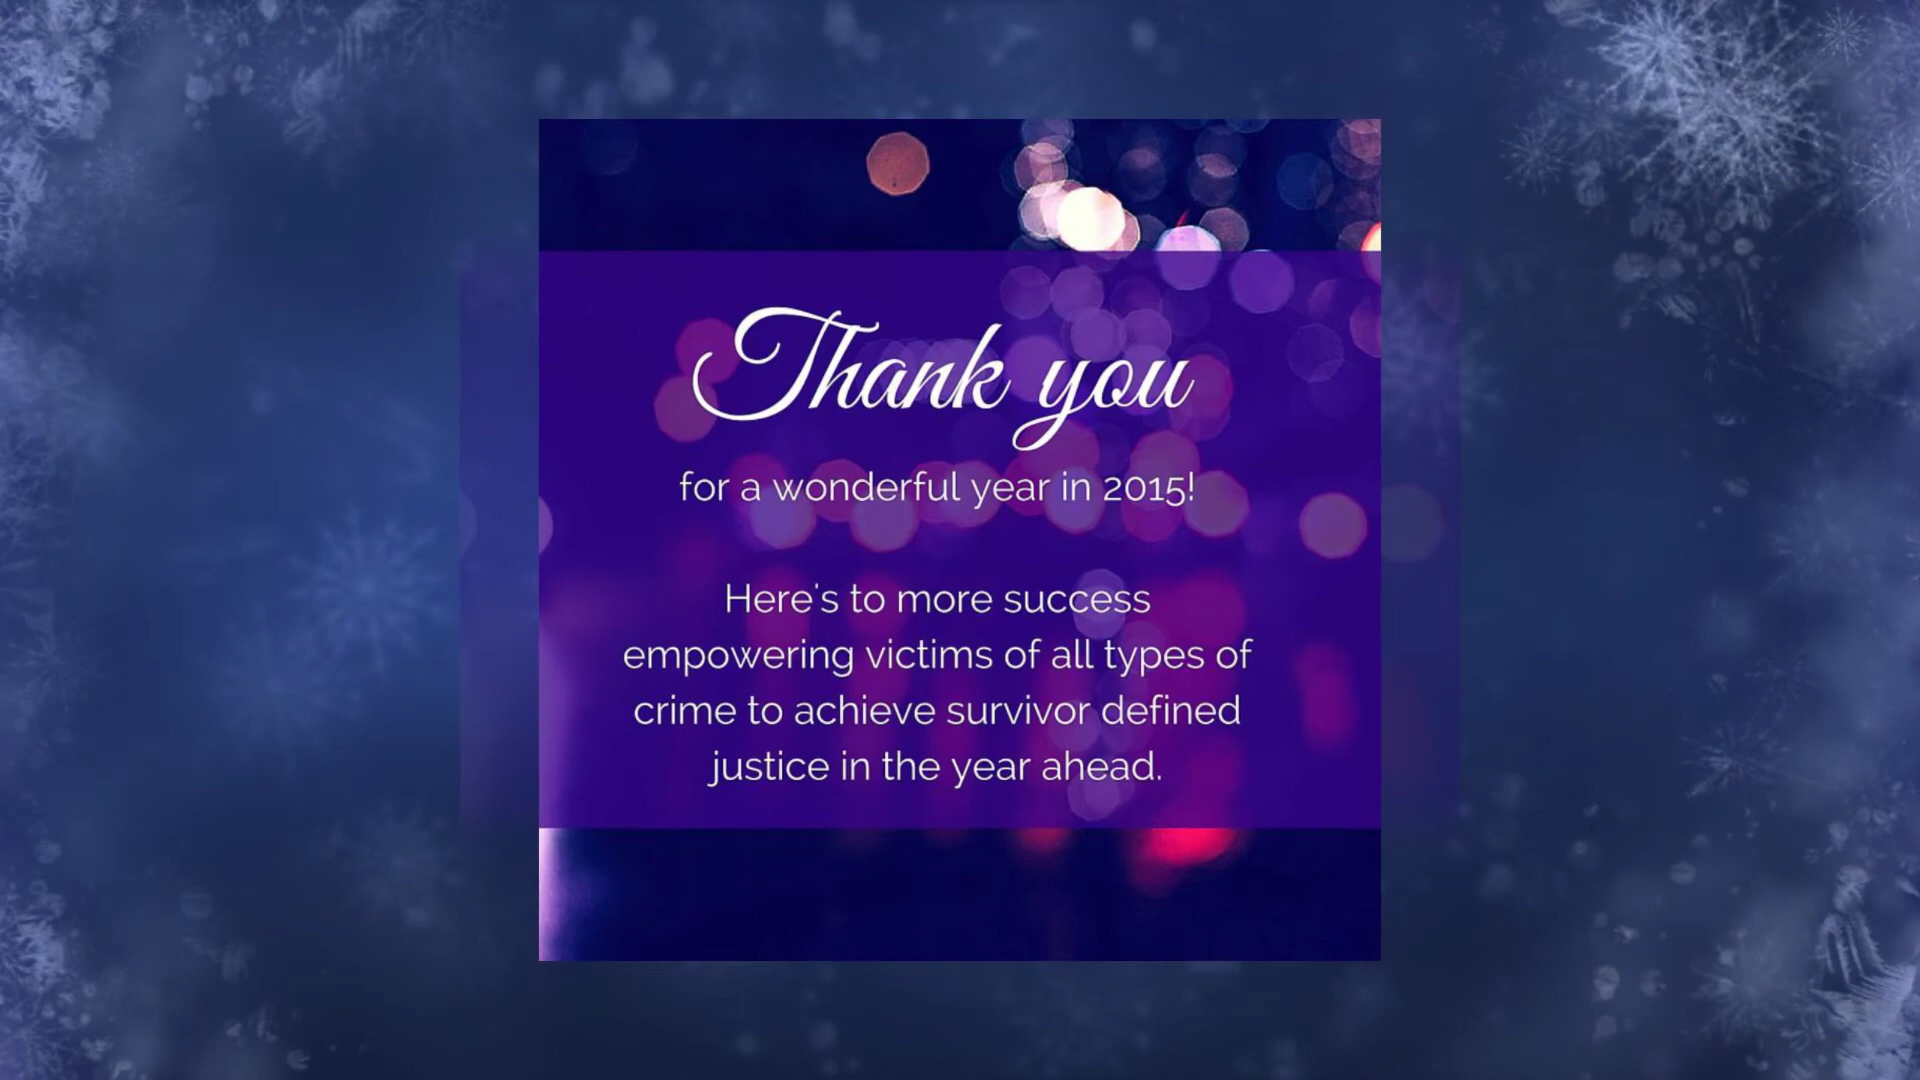 Thank you
for a wonderful year in 2015!
Here's to more success
empowering victims of all types of
crime to achieve survivor defined
justice in the year ahead.